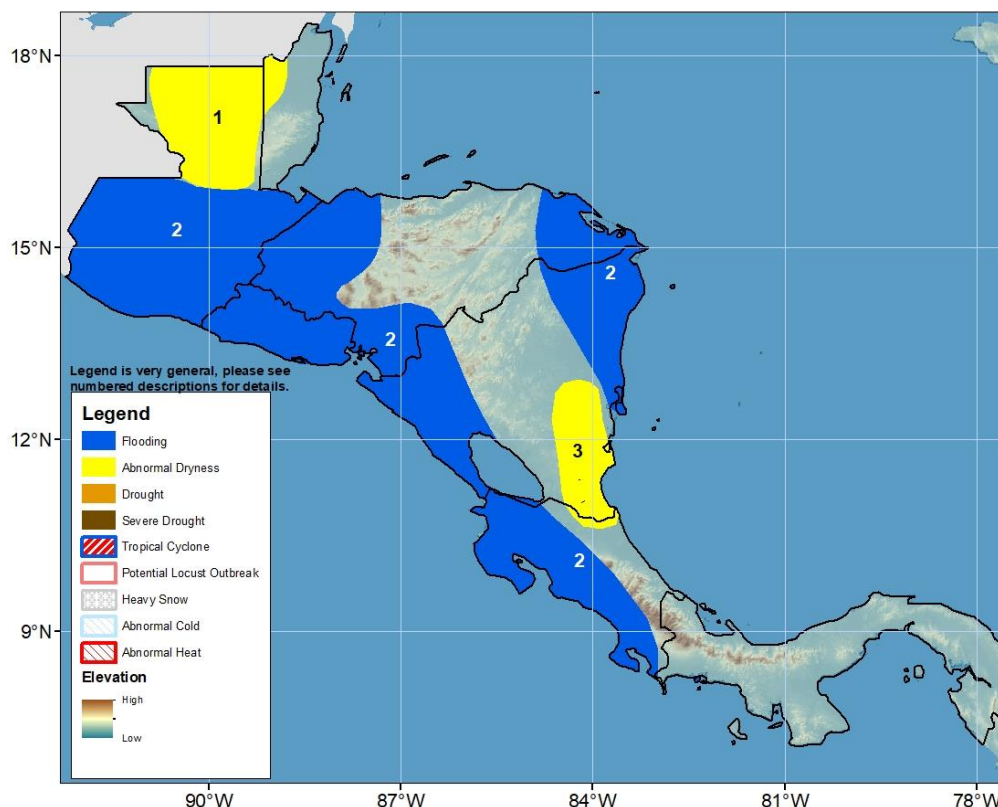 18°N
1
2
15°N
2
2
Legend is very general, please see
numbered descriptions for details.
Legend
Flooding
12°N
Abnormal Dryness
3
Drought
Severe Drought
Tropical Cyclone
2
Potential Locust Outbreak
Heavy Snow
Abnormal Cold
9°N
Abnormal Heat
Elevation
High
Low
90°W
87°W
84°W
81°W
78°W